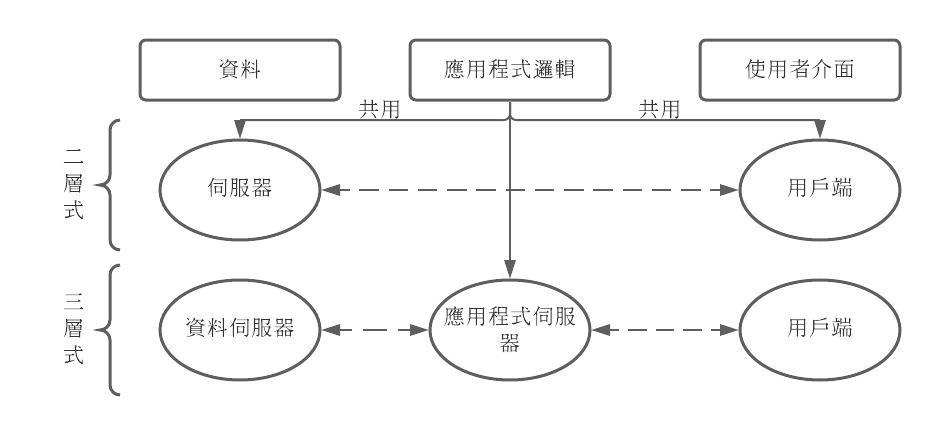 資料
應用程式邏輯
使用者介面
共用
共用
二層式
伺服器
用戶端
三層式
資料伺服器
應用程式伺服
器
用戶端